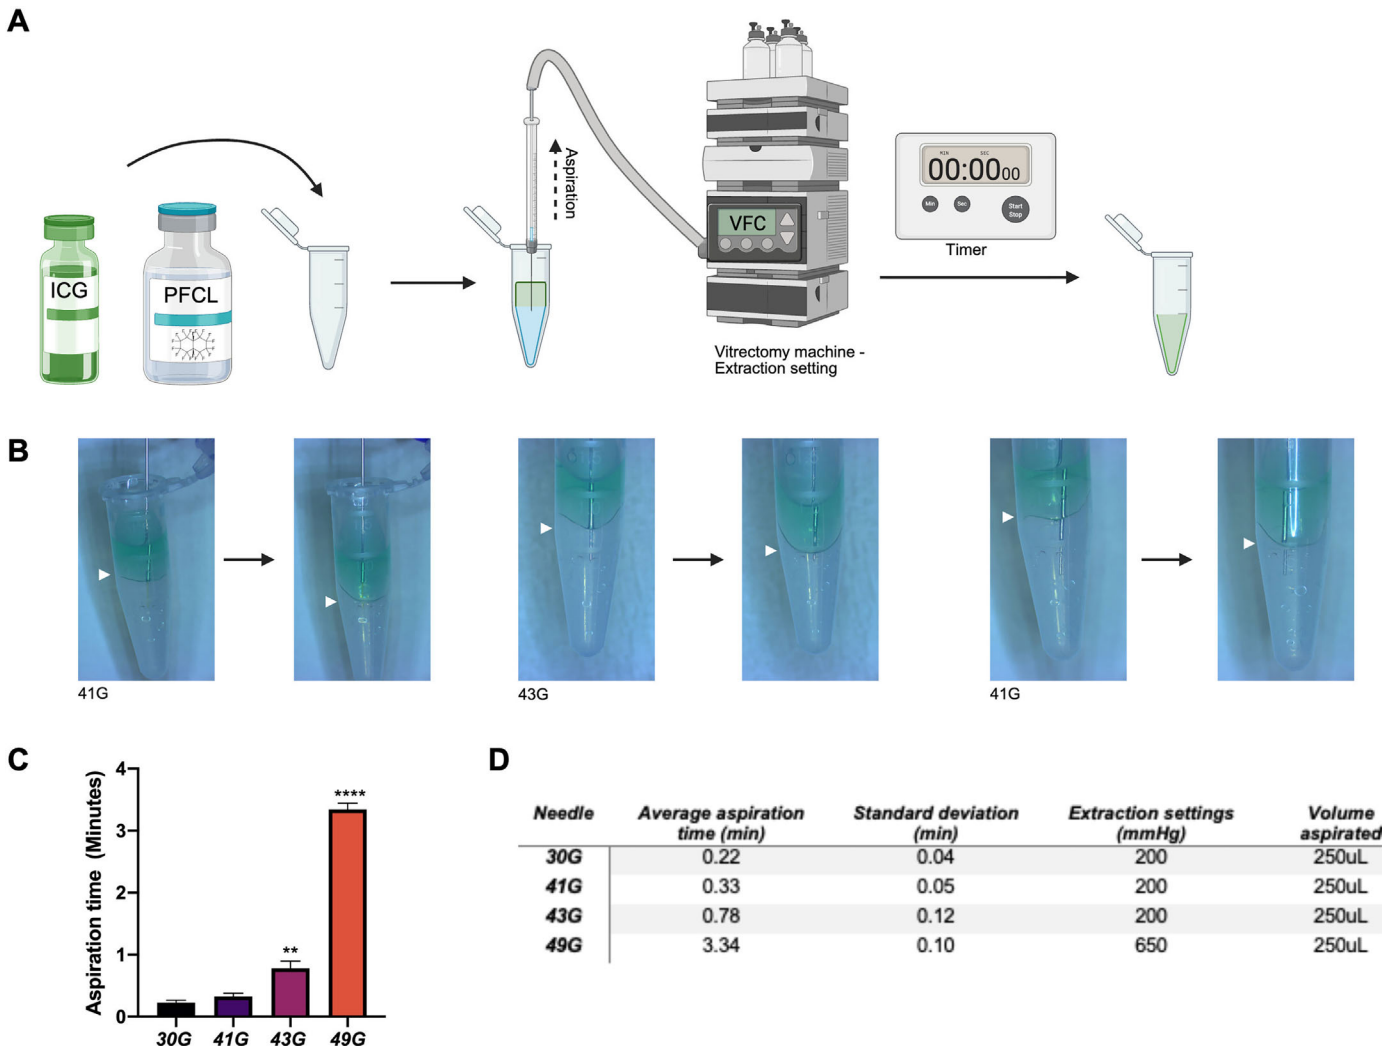 A
Aspiration
MIN SEC
00:00 00
Min
Sec
Start
Stop
Timer
VFC
ICG
PFCL
Vitrectomy machine -
Extraction setting
B
41G
43G
41G
C
Aspiration time (Minutes)
4
3
2
1
0
**
****
30G 41G 43G 49G
D
Needle Average aspiration time (min) Standard deviation (min) Extraction settings (mmHg) Volume aspirated
30G 0.22 0.04 200 250uL
41G 0.33 0.05 200 250uL
43G 0.78 0.12 200 250uL
49G 3.34 0.10 650 250uL